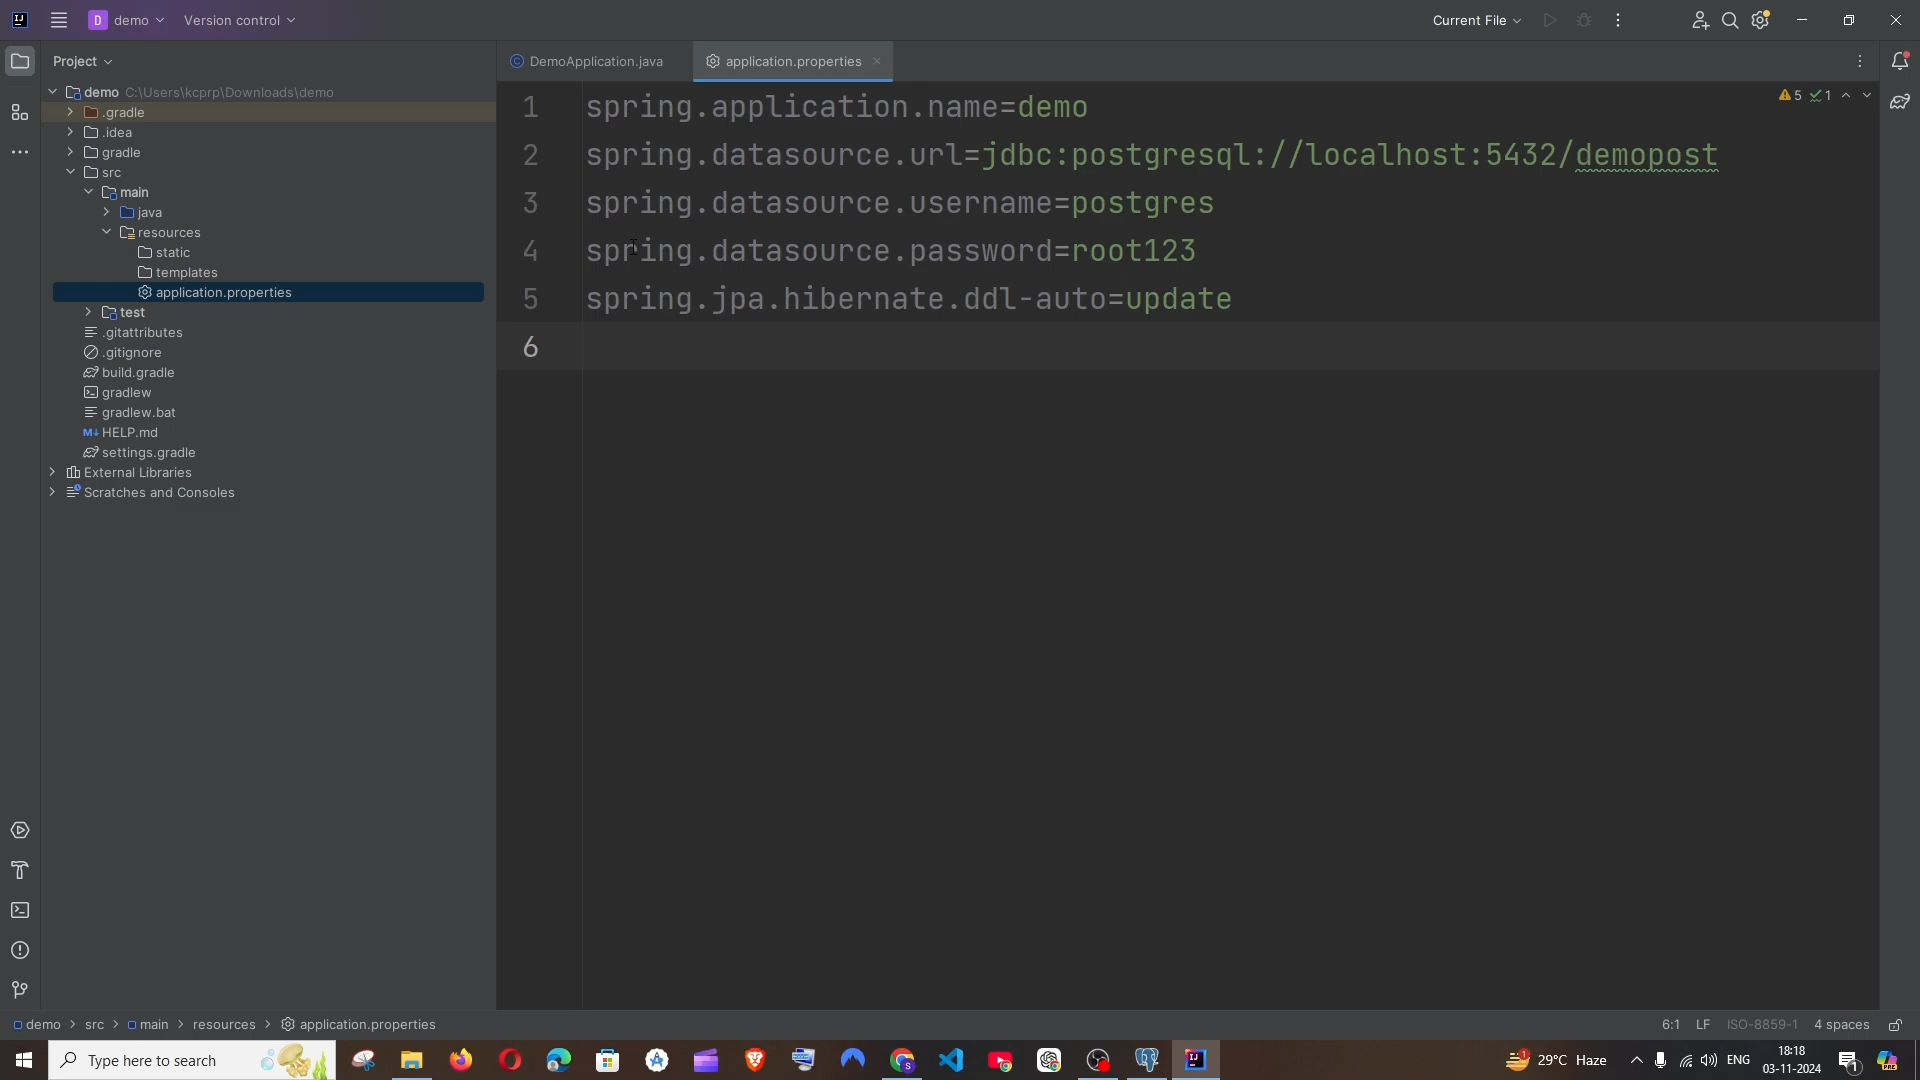 demo
Version control
Current File
Project
DemoApplication.java
application.properties
demo C:\Users\kcprp\Downloads\demo
.gradle
.idea
gradle
src
main
java
resources
static
templates
application.properties
test
.gitattributes
.gitignore
build.gradle
gradlew
gradlew.bat
HELP.md
settings.gradle
External Libraries
Scratches and Consoles
1 spring.application.name=demo
2 spring.datasource.url=jdbc:postgresql://localhost:5432/demopost
3 spring.datasource.username=postgres
4 spring.datasource.password=root123
5 spring.jpa.hibernate.ddl-auto=update
6
5 1
demo > src > main > resources > application.properties
6:1 LF ISO-8859-1 4 spaces
Type here to search
29°C Haze
ENG
18:18
03-11-2024